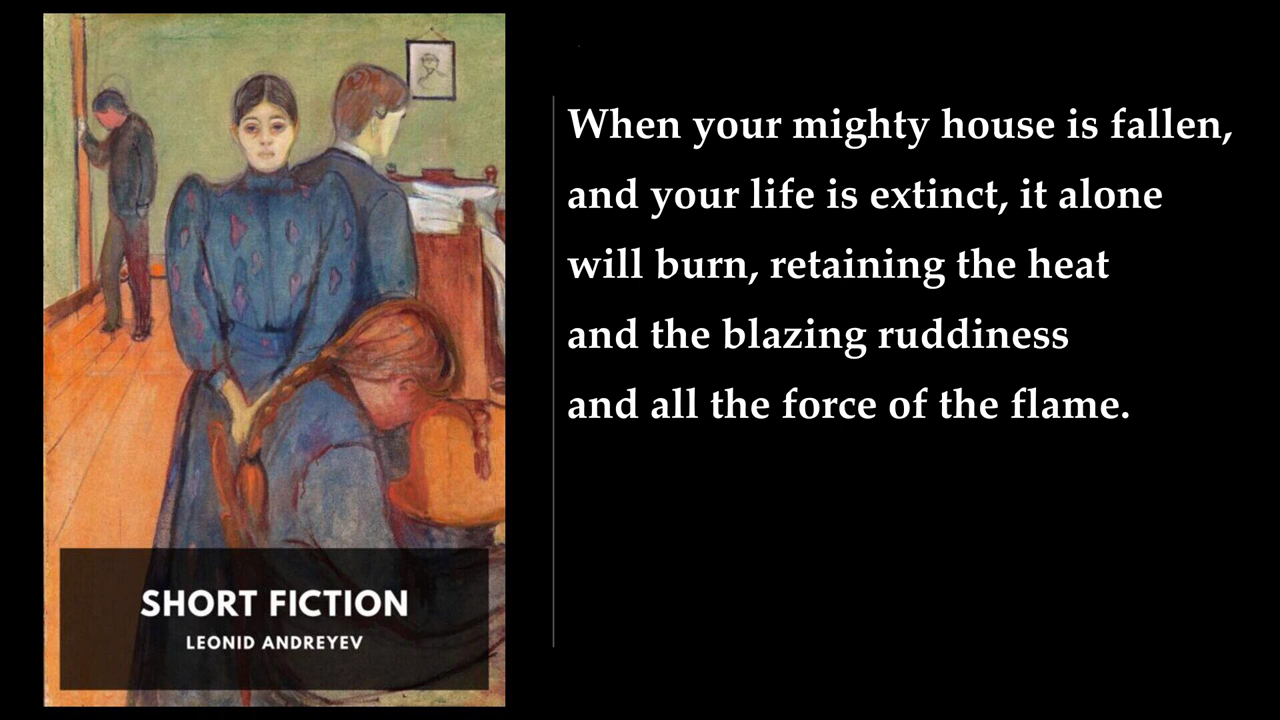 When your mighty house is fallen,
and your life is extinct, it alone
will burn, retaining the heat
and the blazing ruddiness
and all the force of the flame.
SHORT FICTION
LEONID ANDREYEV